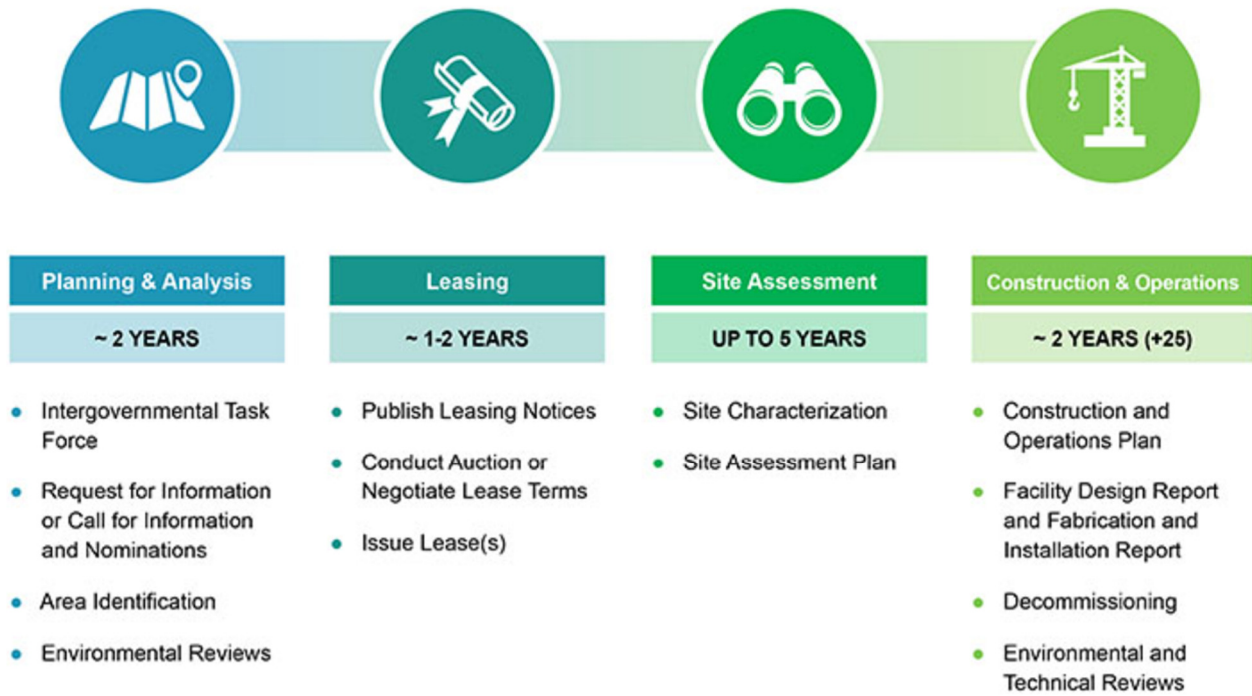 Planning & Analysis
~ 2 YEARS
• Intergovernmental Task
Force
• Request for Information
or Call for Information
and Nominations
• Area Identification
• Environmental Reviews
Leasing
~ 1-2 YEARS
• Publish Leasing Notices
• Conduct Auction or
Negotiate Lease Terms
• Issue Lease(s)
Site Assessment
UP TO 5 YEARS
• Site Characterization
• Site Assessment Plan
Construction & Operations
~ 2 YEARS (+25)
• Construction and
Operations Plan
• Facility Design Report
and Fabrication and
Installation Report
• Decommissioning
• Environmental and
Technical Reviews